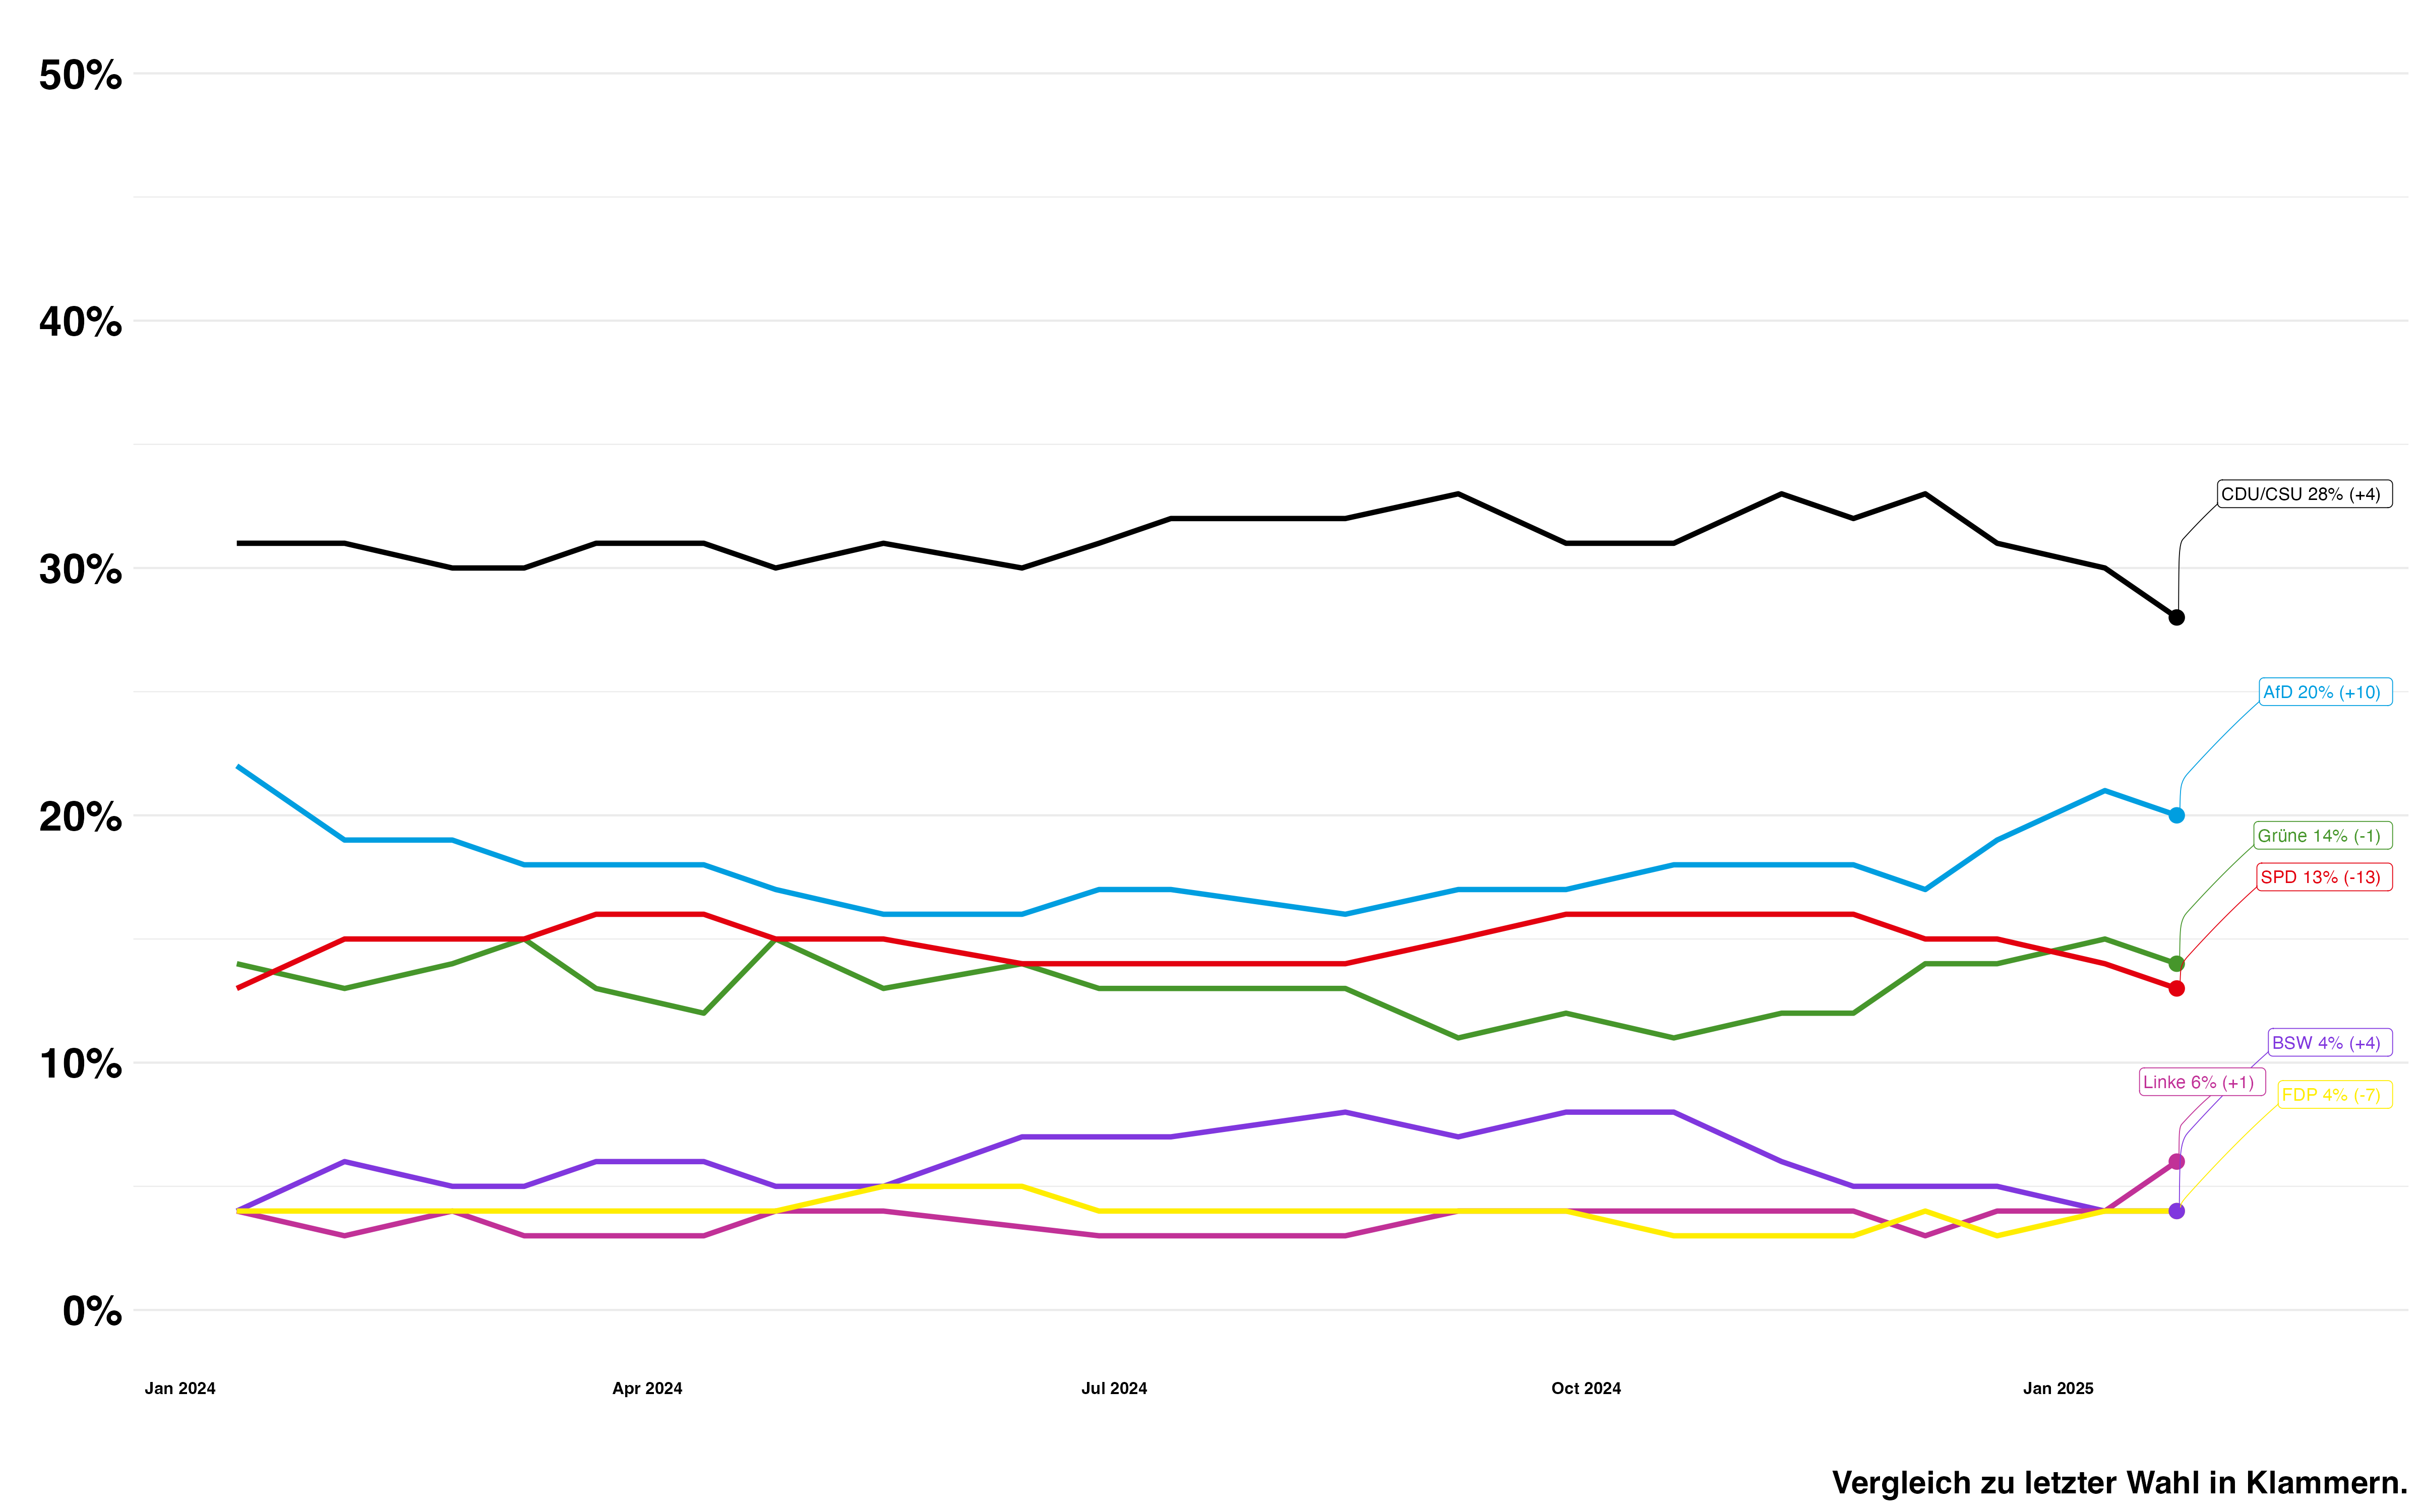 50%
40%
30%
20%
10%
0%
CDU/CSU 28% (+4)
AfD 20% (+10)
Grüne 14% (-1)
SPD 13% (-13)
BSW 4% (+4)
Linke 6% (+1)
FDP 4% (-7)
Jan 2024 Apr 2024 Jul 2024 Oct 2024 Jan 2025
Vergleich zu letzter Wahl in Klammern.